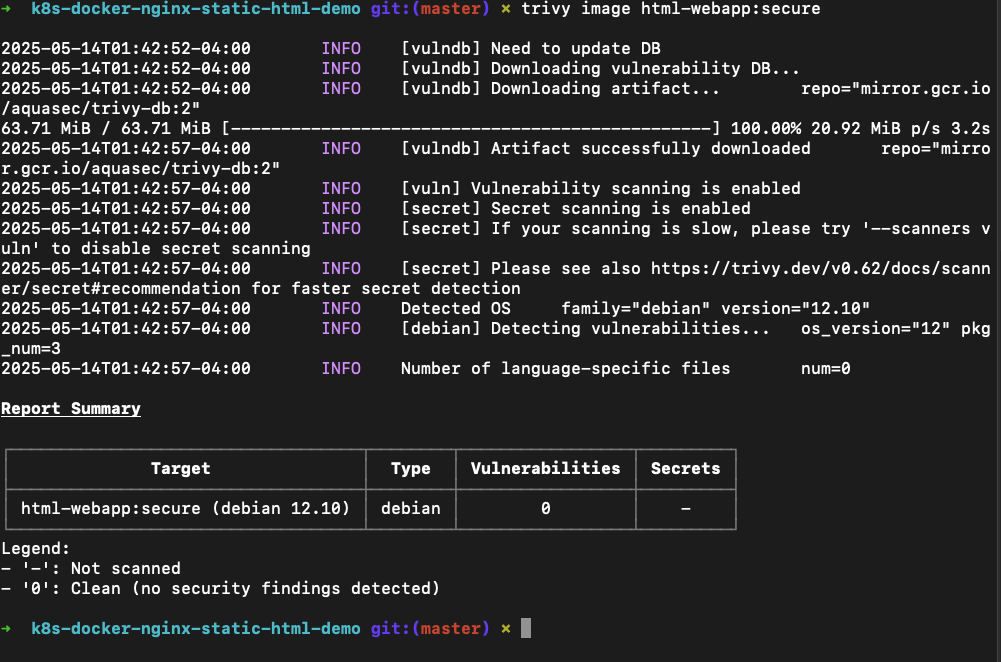 ➜  k8s-docker-nginx-static-html-demo git:(master) ✗ trivy image html-webapp:secure
2025-05-14T01:42:52-04:00       INFO    [vulndb] Need to update DB
2025-05-14T01:42:52-04:00       INFO    [vulndb] Downloading vulnerability DB...
2025-05-14T01:42:52-04:00       INFO    [vulndb] Downloading artifact...        repo="mirror.gcr.io
/aquasec/trivy-db:2"
63.71 MiB / 63.71 MiB [------------------------------------------------] 100.00% 20.92 MiB p/s 3.2s
2025-05-14T01:42:57-04:00       INFO    [vulndb] Artifact successfully downloaded       repo="mirro
r.gcr.io/aquasec/trivy-db:2"
2025-05-14T01:42:57-04:00       INFO    [vuln] Vulnerability scanning is enabled
2025-05-14T01:42:57-04:00       INFO    [secret] Secret scanning is enabled
2025-05-14T01:42:57-04:00       INFO    [secret] If your scanning is slow, please try '--scanners v
uln' to disable secret scanning
2025-05-14T01:42:57-04:00       INFO    [secret] Please see also https://trivy.dev/v0.62/docs/scann
er/secret#recommendation for faster secret detection
2025-05-14T01:42:57-04:00       INFO    Detected OS     family="debian" version="12.10"
2025-05-14T01:42:57-04:00       INFO    [debian] Detecting vulnerabilities...   os_version="12" pkg
_num=3
2025-05-14T01:42:57-04:00       INFO    Number of language-specific files       num=0
Report Summary
Target Type Vulnerabilities Secrets
html-webapp:secure (debian 12.10) debian 0 -
Legend:
- '-': Not scanned
- '0': Clean (no security findings detected)
➜  k8s-docker-nginx-static-html-demo git:(master) ✗